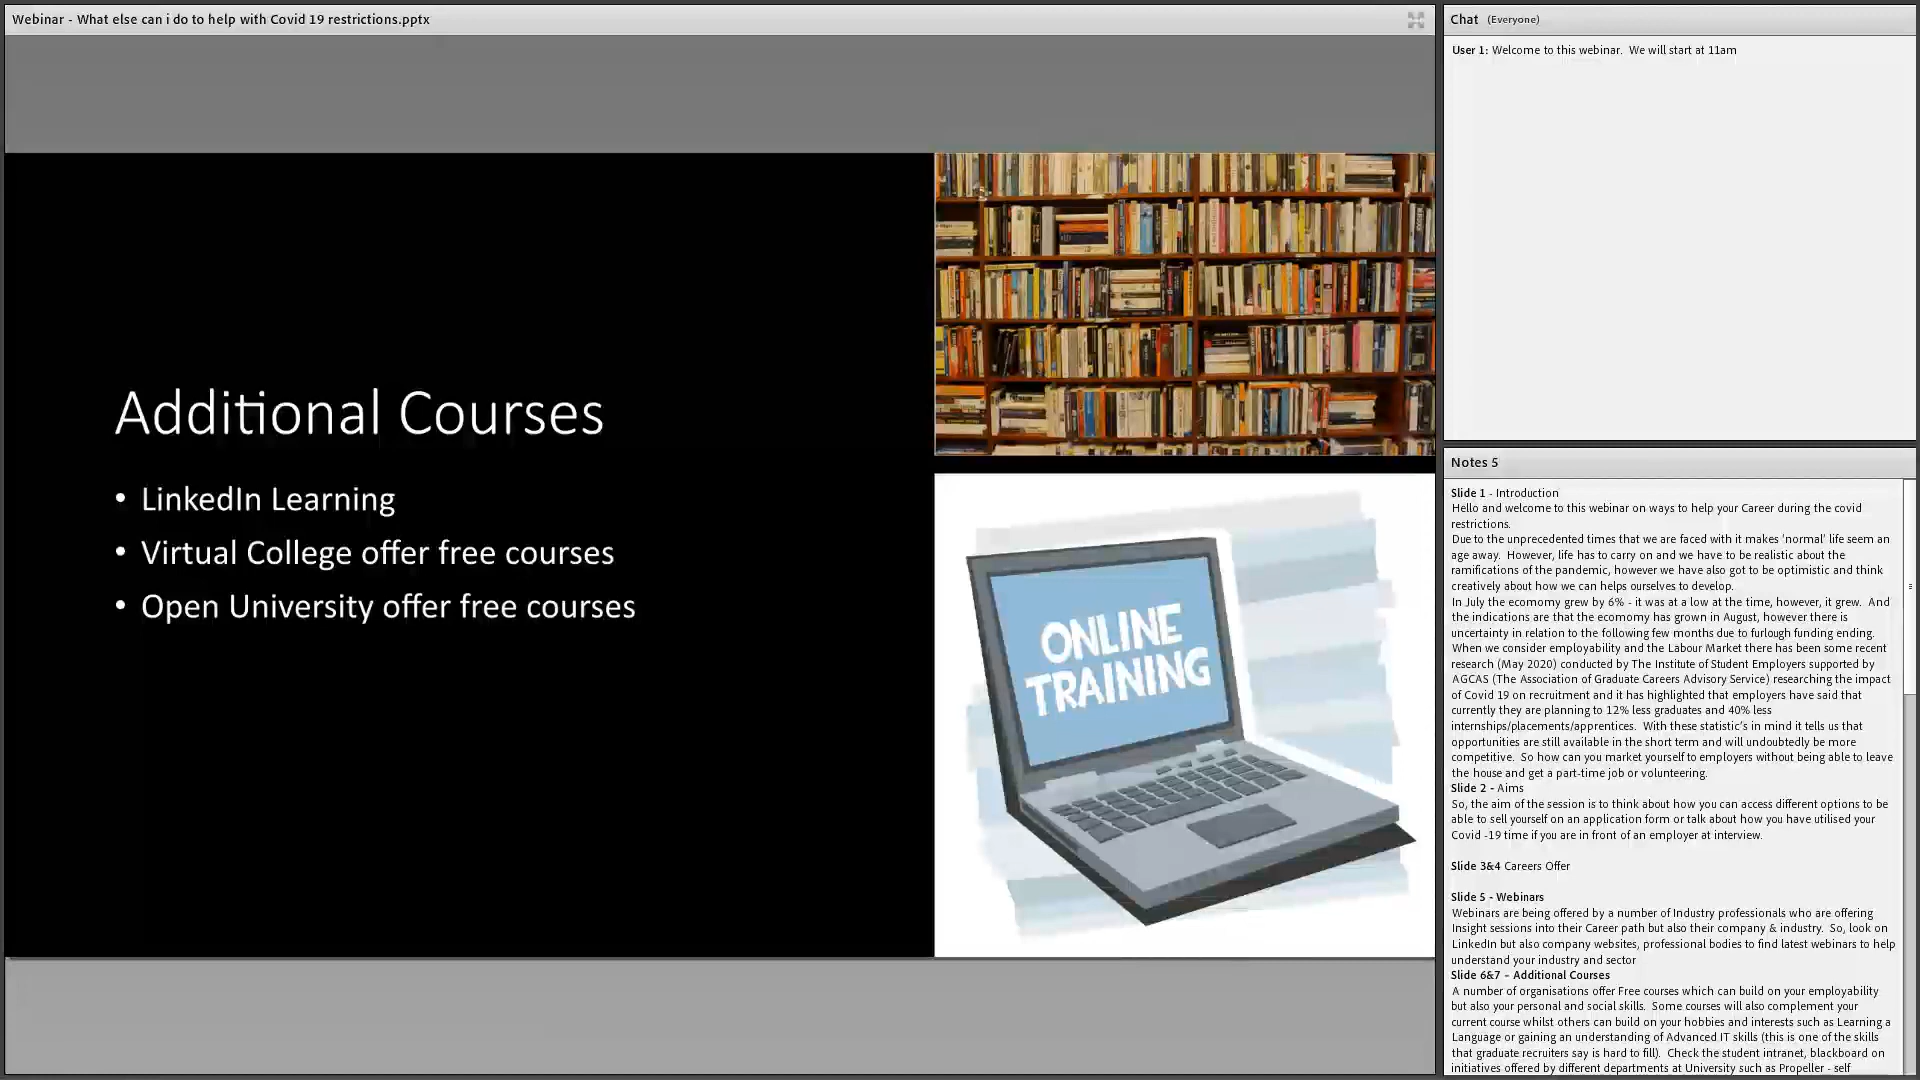 Webinar - What else can i do to help with Covid 19 restrictions.pptx
Additional Courses
• LinkedIn Learning
• Virtual College offer free courses
• Open University offer free courses
ONLINE
TRAINING
Chat (Everyone)
User 1: Welcome to this webinar. We will start at 11am
Notes 5
Slide 1 - Introduction
Hello and welcome to this webinar on ways to help your Career during the covid
restrictions.
Due to the unprecedented times that we are faced with it makes ‘normal’ life seem an
age away. However, life has to carry on and we have to be realistic about the
ramifications of the pandemic, however we have also got to be optimistic and think
creatively about how we can helps ourselves to develop.
In July the ecomomy grew by 6% - it was at a low at the time, however, it grew. And
the indications are that the ecomomy has grown in August, however there is
uncertainty in relation to the following few months due to furlough funding ending.
When we consider employability and the Labour Market there has been some recent
research (May 2020) conducted by The Institute of Student Employers supported by
AGCAS (The Association of Graduate Careers Advisory Service) researching the impact
of Covid 19 on recruitment and it has highlighted that employers have said that
currently they are planning to 12% less graduates and 40% less
internships/placements/apprentices. With these statistic’s in mind it tells us that
opportunities are still available in the short term and will undoubtedly be more
competitive. So how can you market yourself to employers without being able to leave
the house and get a part-time job or volunteering.
Slide 2 - Aims
So, the aim of the session is to think about how you can access different options to be
able to sell yourself on an application form or talk about how you have utilised your
Covid -19 time if you are in front of an employer at interview.
Slide 3&4 Careers Offer
Slide 5 - Webinars
Webinars are being offered by a number of Industry professionals who are offering
Insight sessions into their Career path but also their company & industry. So, look on
LinkedIn but also company websites, professional bodies to find latest webinars to help
understand your industry and sector
Slide 6&7 – Additional Courses
A number of organisations offer Free courses which can build on your employability
but also your personal and social skills. Some courses will also complement your
current course whilst others can build on your hobbies and interests such as Learning a
Language or gaining an understanding of Advanced IT skills (this is one of the skills
that graduate recruiters say is hard to fill). Check the student intranet, blackboard on
initiatives offered by different departments at University such as Propeller - self